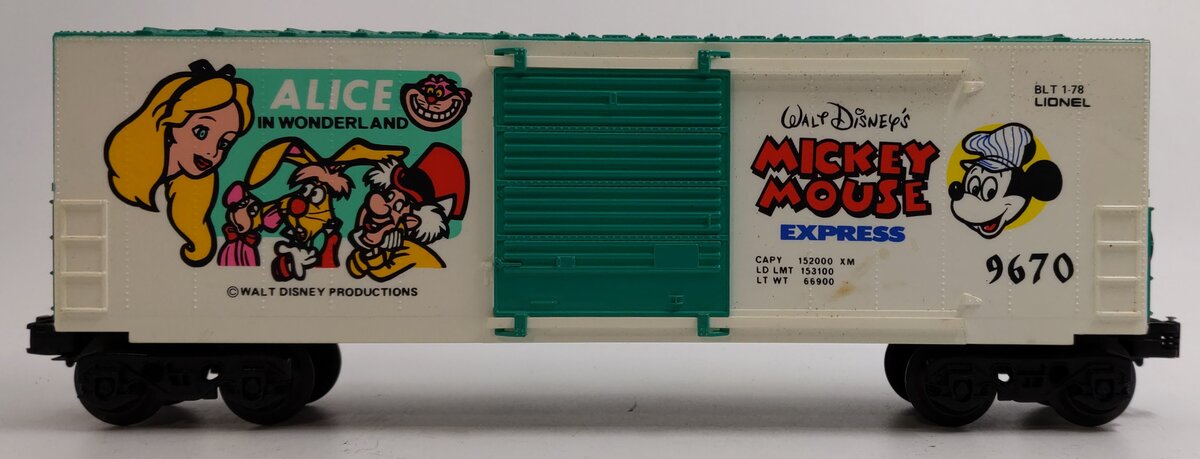 ALICE
IN WONDERLAND
©WALT DISNEY PRODUCTIONS
WALT DISNEY'S
MICKEY
MOUSE
EXPRESS
CAPY 152000 XM
LD LMT 153100
LT WT 66900
BLT 1-78
LIONEL
9670